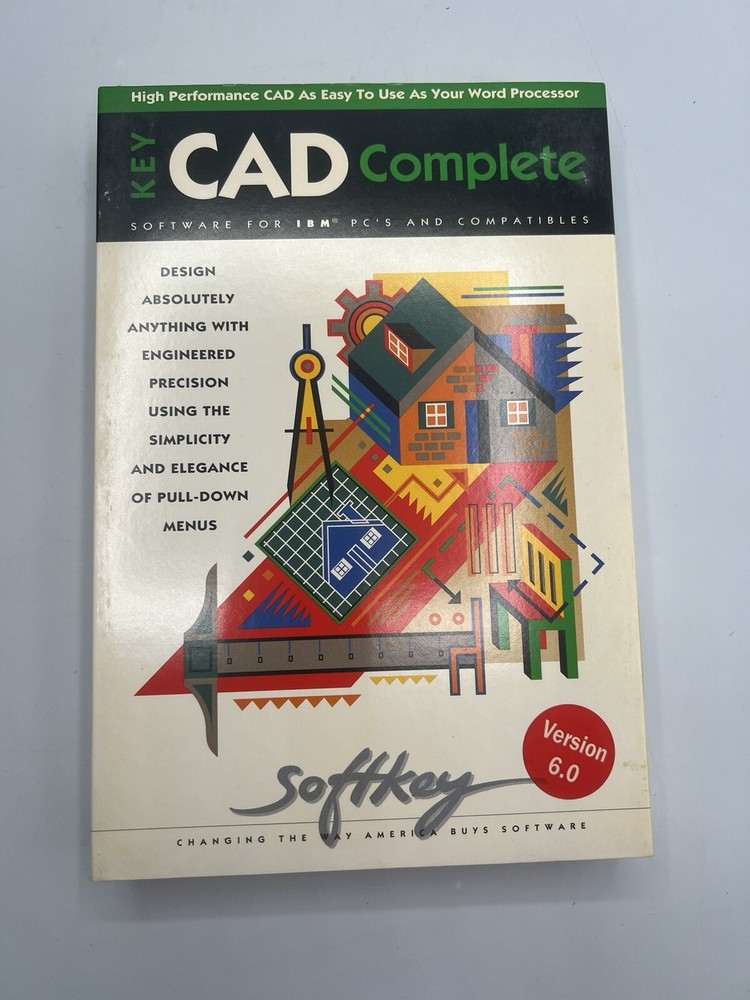 High Performance CAD As Easy To Use As Your Word Processor
KEY CAD Complete
SOFTWARE FOR IBM® PC'S AND COMPATIBLES
DESIGN
ABSOLUTELY
ANYTHING WITH
ENGINEERED
PRECISION
USING THE
SIMPLICITY
AND ELEGANCE
OF PULL-DOWN
MENUS
Version
6.0
softkey
CHANGING THE WAY AMERICA BUYS SOFTWARE